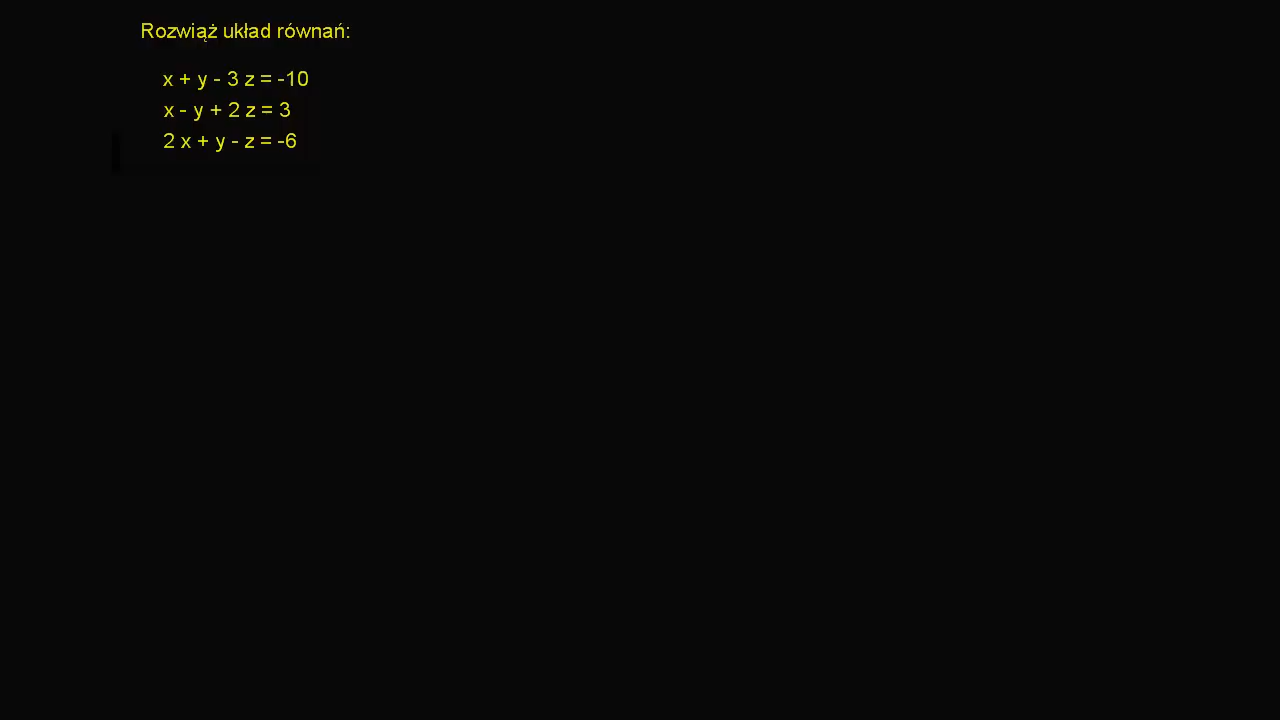 Rozwiąż układ równań:
x + y - 3 z = -10
x - y + 2 z = 3
2 x + y - z = -6